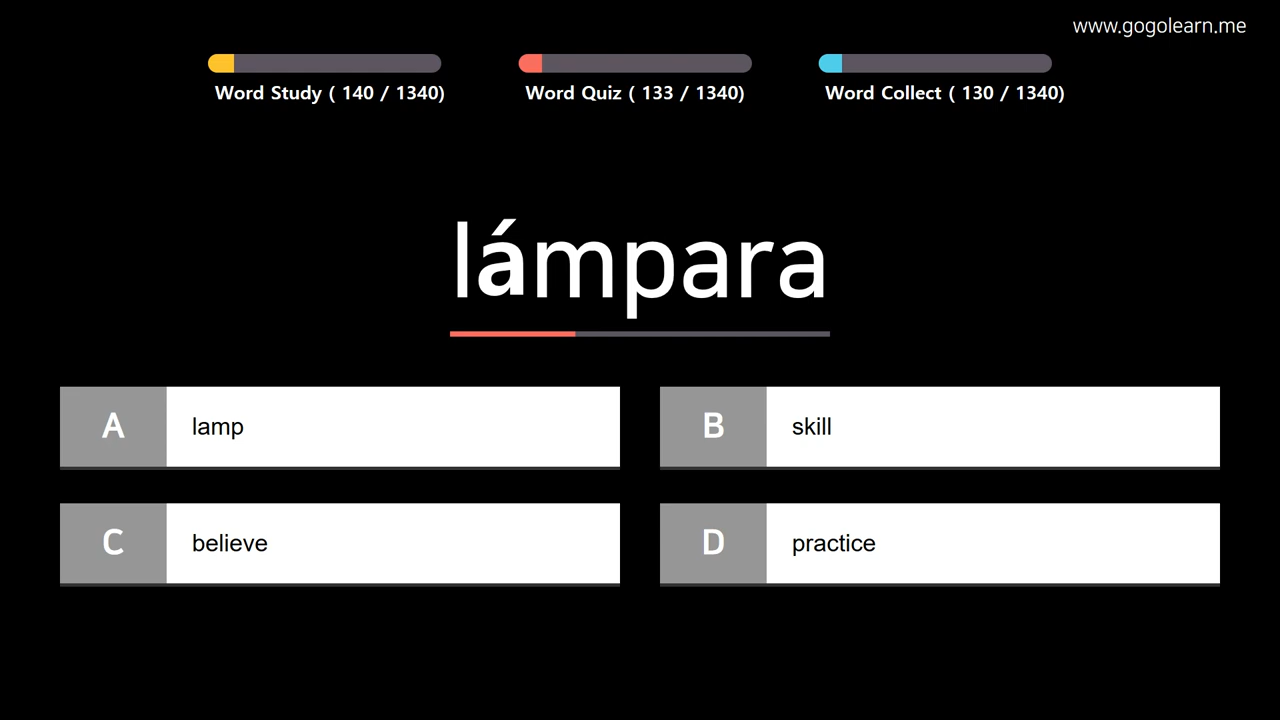 www.gogolearn.me
Word Study ( 140 / 1340)
Word Quiz ( 133 / 1340)
Word Collect ( 130 / 1340)
lámpara
A lamp
B skill
C believe
D practice